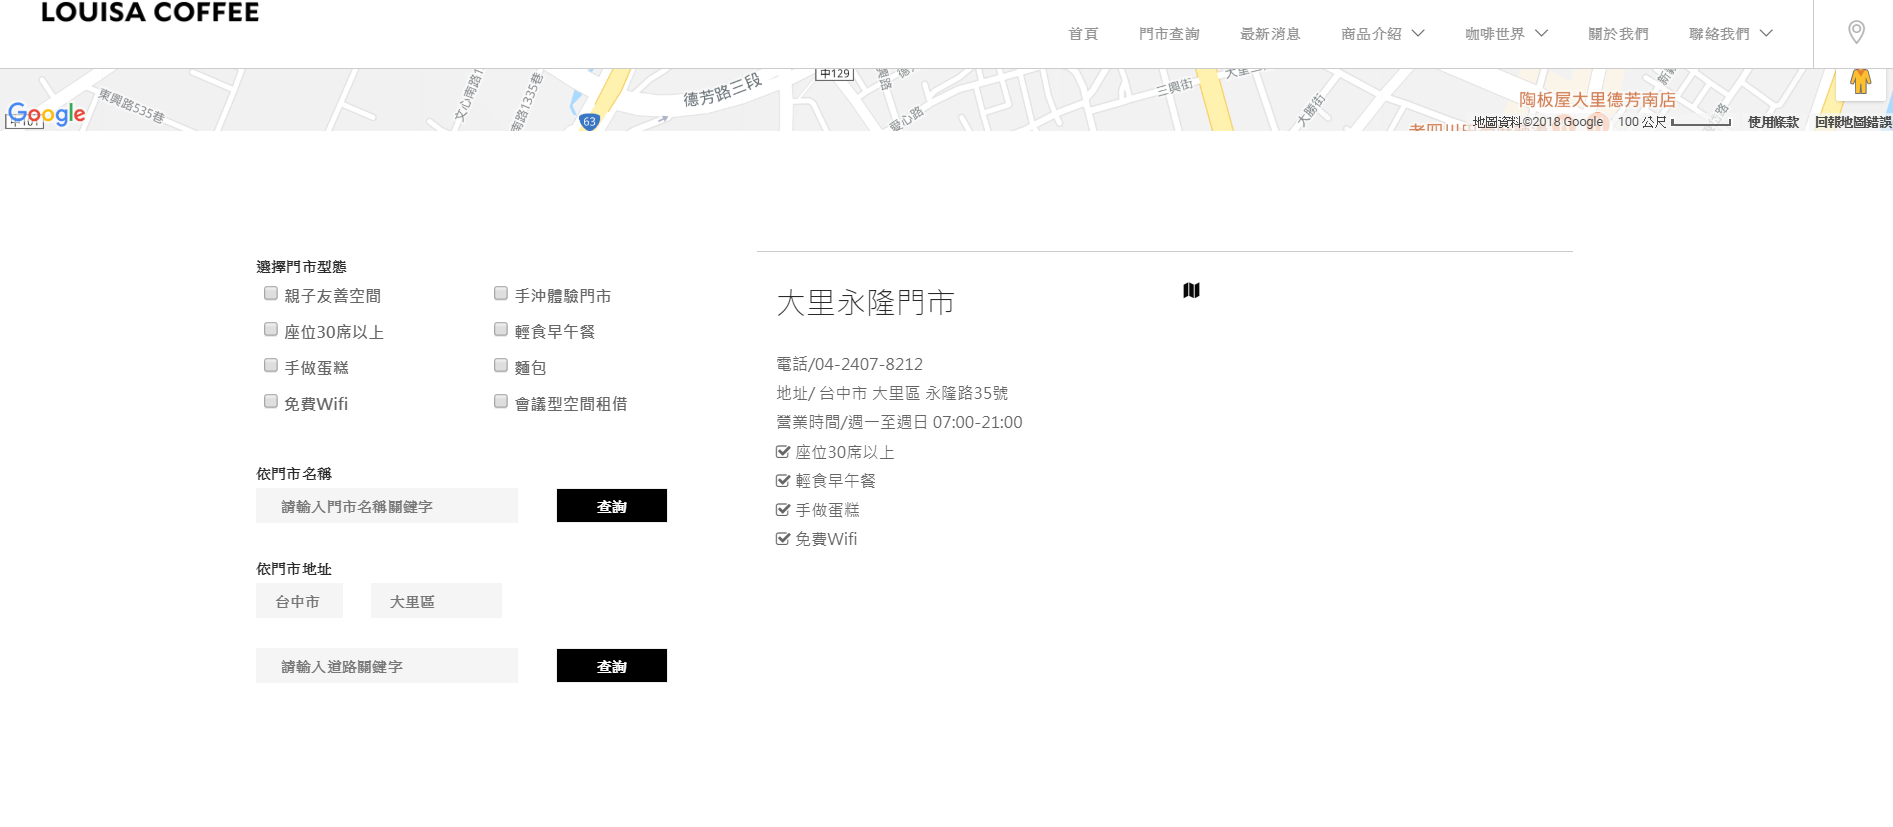 LOUISA COFFEE
首頁
門市查詢
最新消息
商品介紹
咖啡世界
關於我們
聯絡我們
東興路535巷
德芳路三段
中129
三興街
大勝街
愛心路
63
陶板屋大里德芳南店
Google
地圖資料©2018 Google
100 公尺
使用條款
回報地圖錯誤
選擇門市型態
親子友善空間
手沖體驗門市
座位30席以上
輕食早午餐
手做蛋糕
麵包
免費Wifi
會議型空間租借
依門市名稱
請輸入門市名稱關鍵字
查詢
依門市地址
台中市
大里區
請輸入道路關鍵字
查詢
大里永隆門市
電話/04-2407-8212
地址/ 台中市 大里區 永隆路35號
營業時間/週一至週日 07:00-21:00
座位30席以上
輕食早午餐
手做蛋糕
免費Wifi